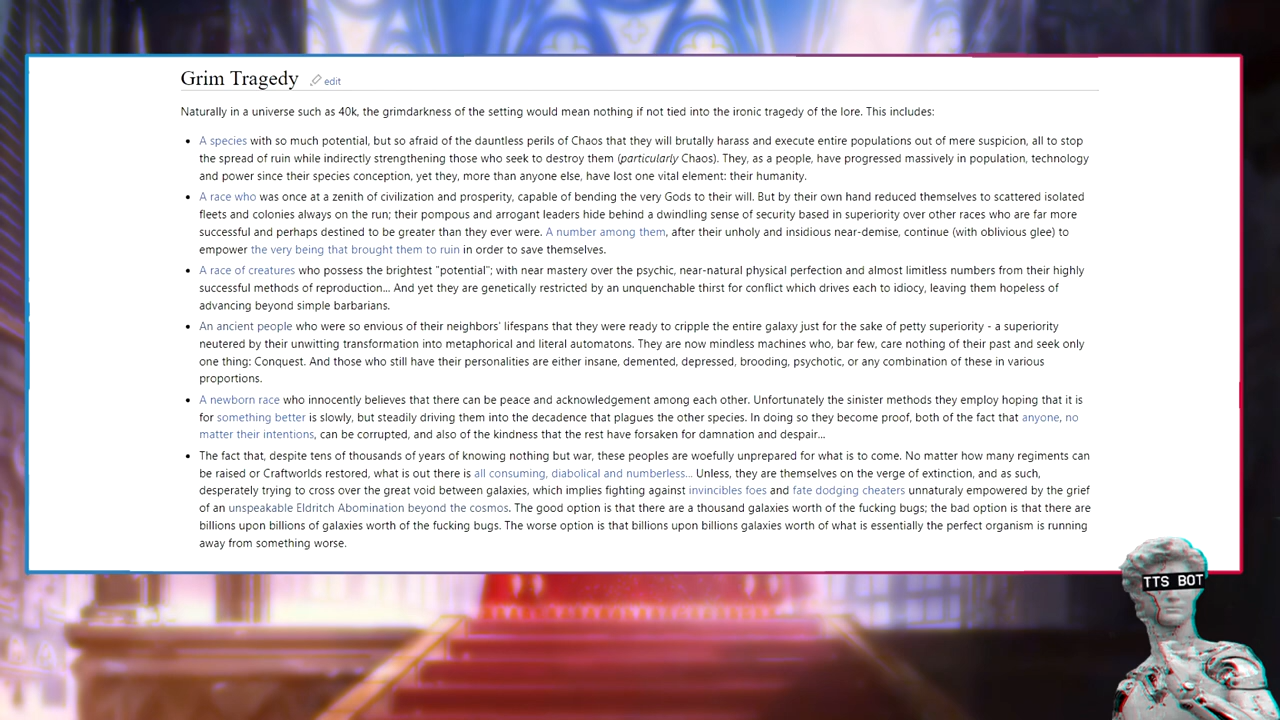 Grim Tragedy edit
Naturally in a universe such as 40k, the grimdarkness of the setting would mean nothing if not tied into the ironic tragedy of the lore. This includes:
• A species with so much potential, but so afraid of the dauntless perils of Chaos that they will brutally harass and execute entire populations out of mere suspicion, all to stop
the spread of ruin while indirectly strengthening those who seek to destroy them (particularly Chaos). They, as a people, have progressed massively in population, technology
and power since their species conception, yet they, more than anyone else, have lost one vital element: their humanity.
• A race who was once at a zenith of civilization and prosperity, capable of bending the very Gods to their will. But by their own hand reduced themselves to scattered isolated
fleets and colonies always on the run; their pompous and arrogant leaders hide behind a dwindling sense of security based in superiority over other races who are far more
successful and perhaps destined to be greater than they ever were. A number among them, after their unholy and insidious near-demise, continue (with oblivious glee) to
empower the very being that brought them to ruin in order to save themselves.
• A race of creatures who possess the brightest "potential"; with near mastery over the psychic, near-natural physical perfection and almost limitless numbers from their highly
successful methods of reproduction... And yet they are genetically restricted by an unquenchable thirst for conflict which drives each to idiocy, leaving them hopeless of
advancing beyond simple barbarians.
• An ancient people who were so envious of their neighbors' lifespans that they were ready to cripple the entire galaxy just for the sake of petty superiority - a superiority
neutered by their unwitting transformation into metaphorical and literal automatons. They are now mindless machines who, bar few, care nothing of their past and seek only
one thing: Conquest. And those who still have their personalities are either insane, demented, depressed, brooding, psychotic, or any combination of these in various
proportions.
• A newborn race who innocently believes that there can be peace and acknowledgement among each other. Unfortunately the sinister methods they employ hoping that it is
for something better is slowly, but steadily driving them into the decadence that plagues the other species. In doing so they become proof, both of the fact that anyone, no
matter their intentions, can be corrupted, and also of the kindness that the rest have forsaken for damnation and despair...
• The fact that, despite tens of thousands of years of knowing nothing but war, these peoples are woefully unprepared for what is to come. No matter how many regiments can
be raised or Craftworlds restored, what is out there is all consuming, diabolical and numberless... Unless, they are themselves on the verge of extinction, and as such,
desperately trying to cross over the great void between galaxies, which implies fighting against invincibles foes and fate dodging cheaters unnaturaly empowered by the grief
of an unspeakable Eldritch Abomination beyond the cosmos. The good option is that there are a thousand galaxies worth of the fucking bugs; the bad option is that there are
billions upon billions of galaxies worth of the fucking bugs. The worse option is that billions upon billions galaxies worth of what is essentially the perfect organism is running
away from something worse.
TTS BOT